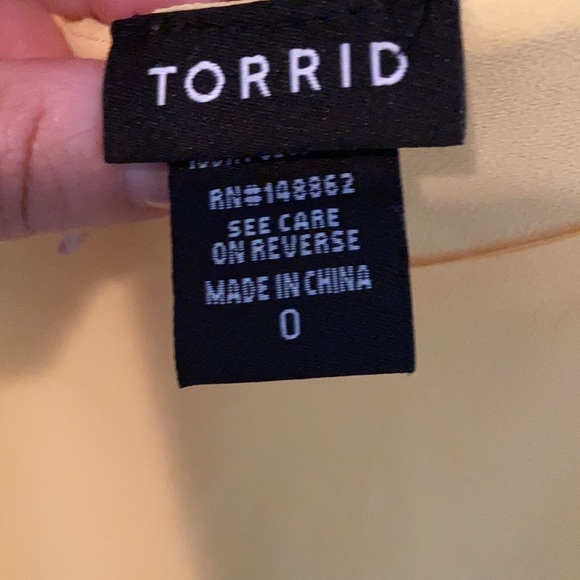 TORRID
RN#148862
SEE CARE
ON REVERSE
MADE IN CHINA
0